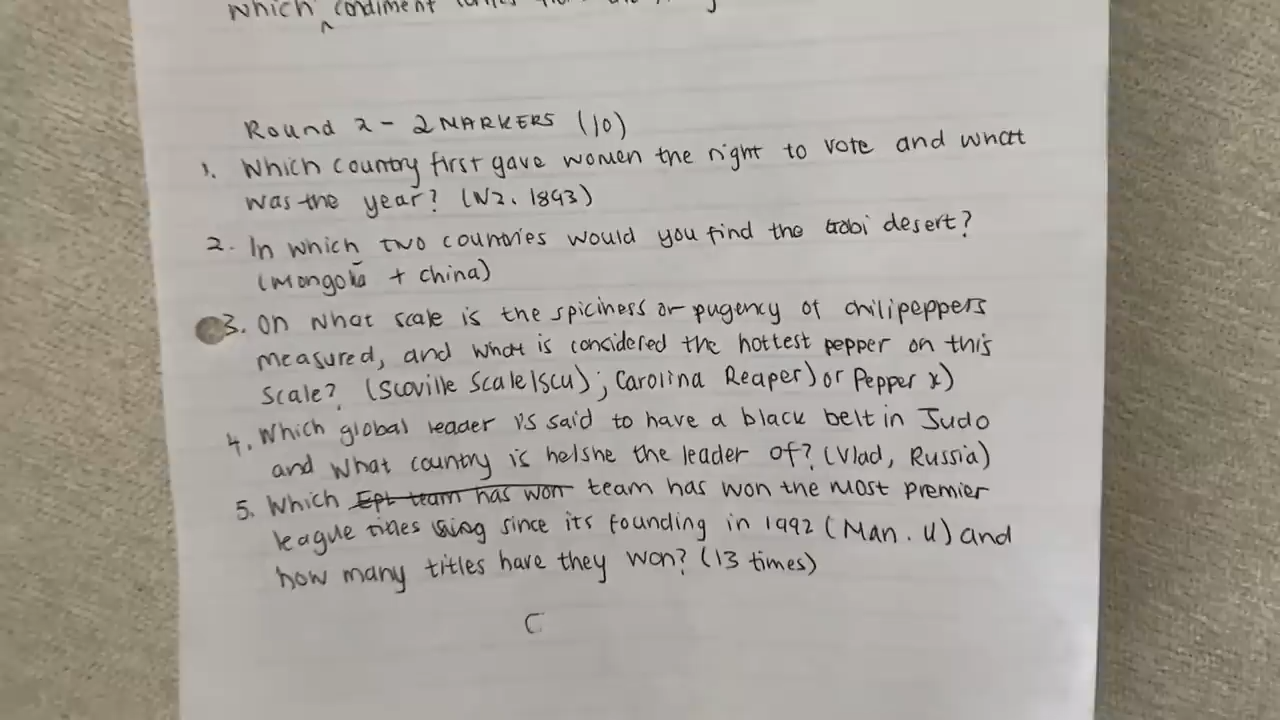 which condiment
Round 2 - 2 MARKERS (10)
1. Which country first gave women the right to vote and what
was the year? (NZ, 1893)
2. In which two countries would you find the Gobi desert?
(Mongolia + china)
3. On what scale is the spiciness or pugency of chilipeppers
measured, and what is considered the hottest pepper on this
scale? (Scoville Scale/SCU); Carolina Reaper) or Pepper x)
4. Which global leader is said to have a black belt in Judo
and what country is he/she the leader of? (Vlad, Russia)
5. Which Epl team has won team has won the most premier
league titles since its founding in 1992 (Man. U) and
how many titles have they won? (13 times)
C